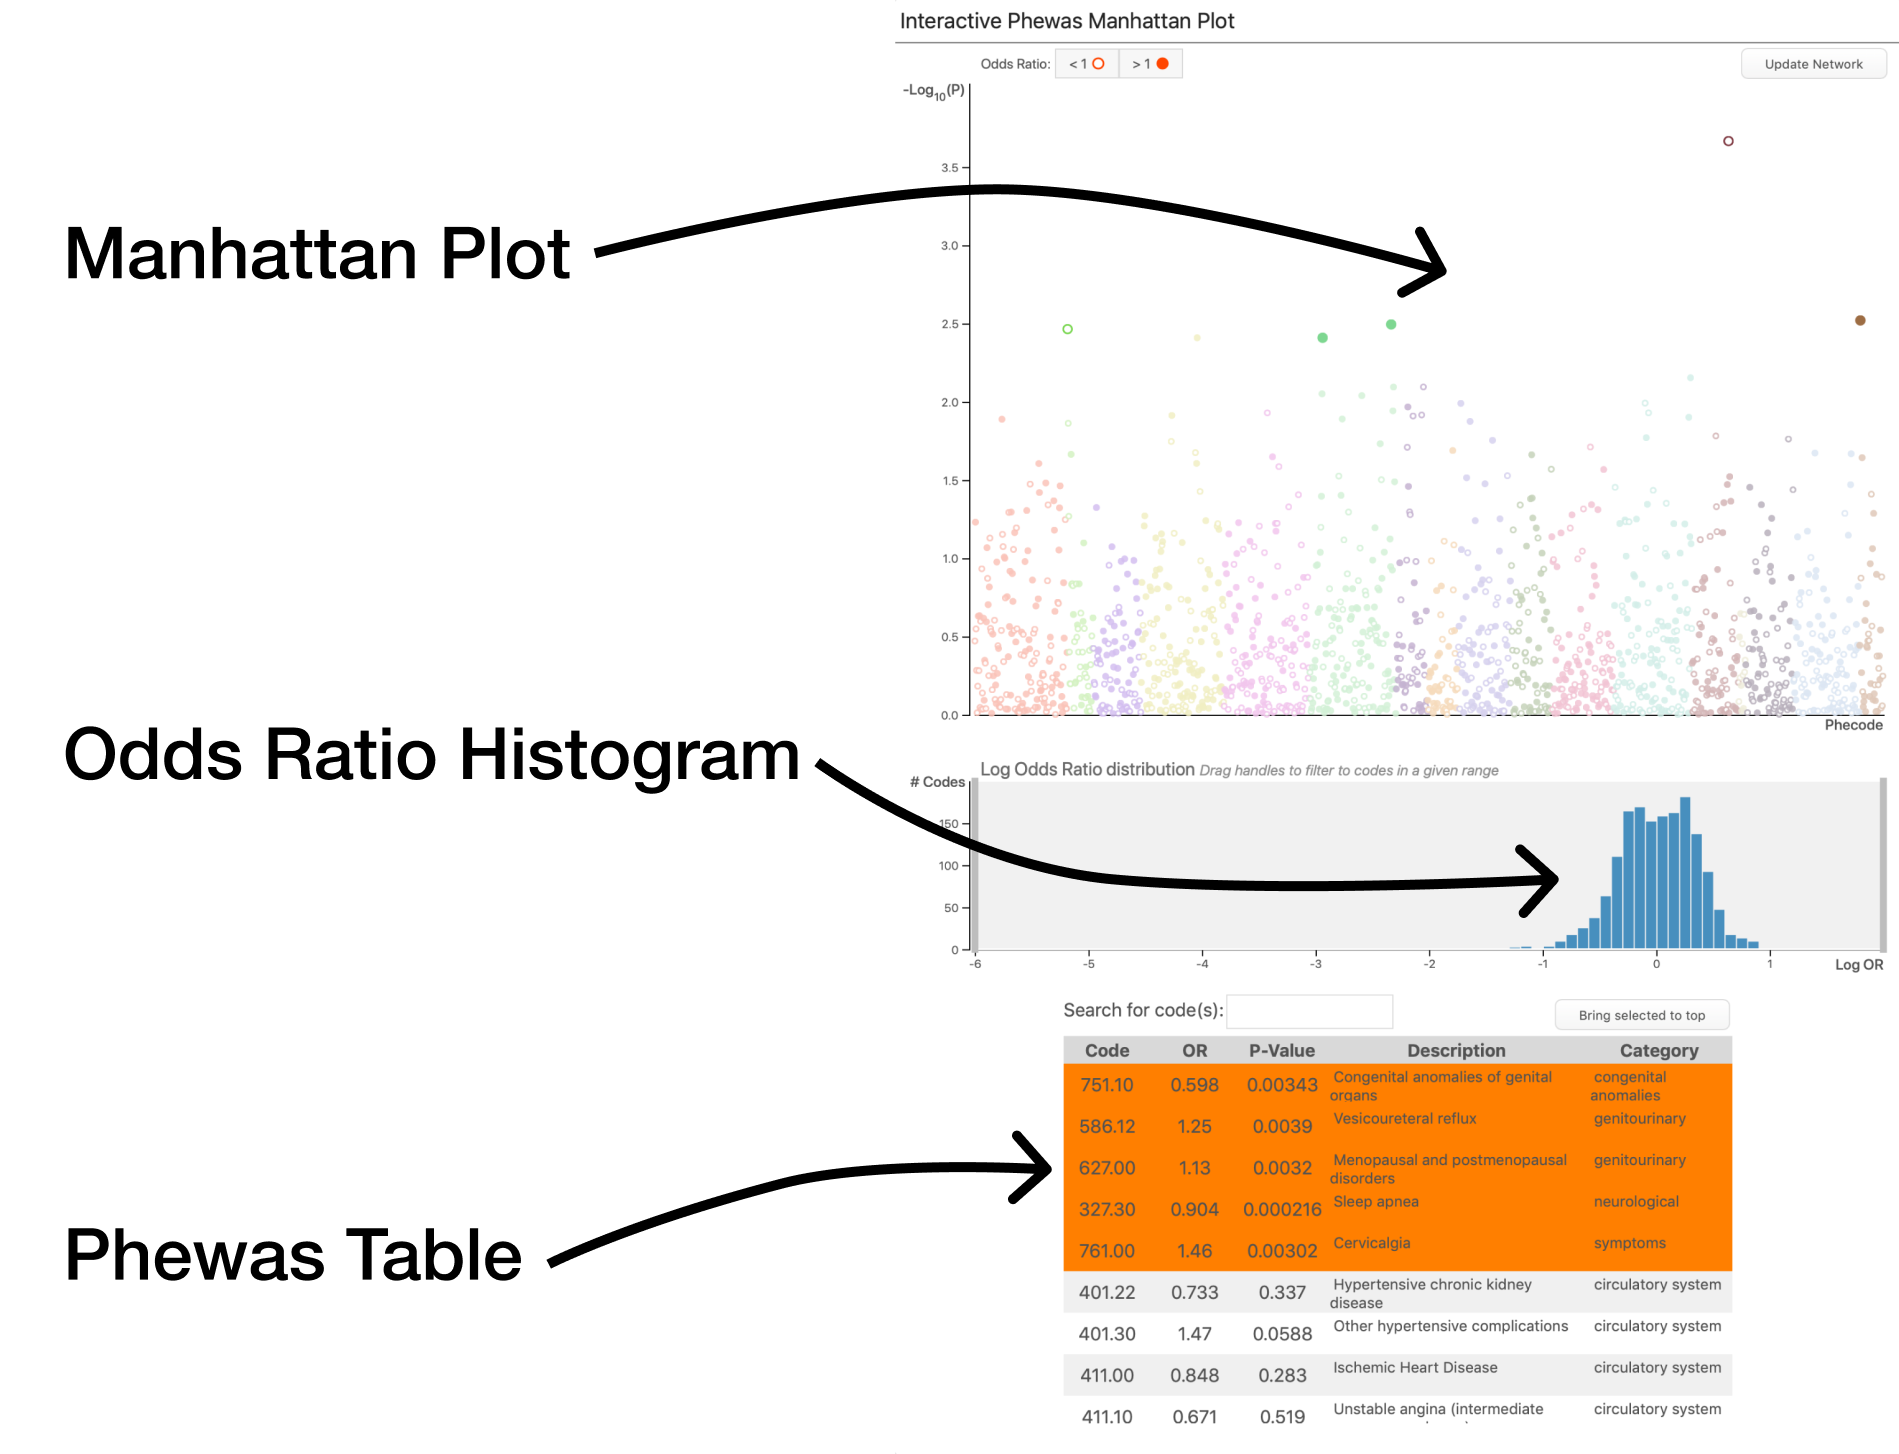 Interactive Phewas Manhattan Plot
Odds Ratio: < 1 > 1 Update Network
-Log10(P)
3.5
3.0
2.5
2.0
1.5
1.0
0.5
0.0
Phecode
Manhattan Plot
Odds Ratio Histogram
Log Odds Ratio distribution Drag handles to filter to codes in a given range
# Codes
150
100
50
0
-6 -5 -4 -3 -2 -1 0 1 Log OR
Phewas Table
Search for code(s): Bring selected to top
Code OR P-Value Description Category
751.10 0.598 0.00343 Congenital anomalies of genital organs congenital anomalies
586.12 1.25 0.0039 Vesicoureteral reflux genitourinary
627.00 1.13 0.0032 Menopausal and postmenopausal disorders genitourinary
327.30 0.904 0.000216 Sleep apnea neurological
761.00 1.46 0.00302 Cervicalgia symptoms
401.22 0.733 0.337 Hypertensive chronic kidney disease circulatory system
401.30 1.47 0.0588 Other hypertensive complications circulatory system
411.00 0.848 0.283 Ischemic Heart Disease circulatory system
411.10 0.671 0.519 Unstable angina (intermediate circulatory system